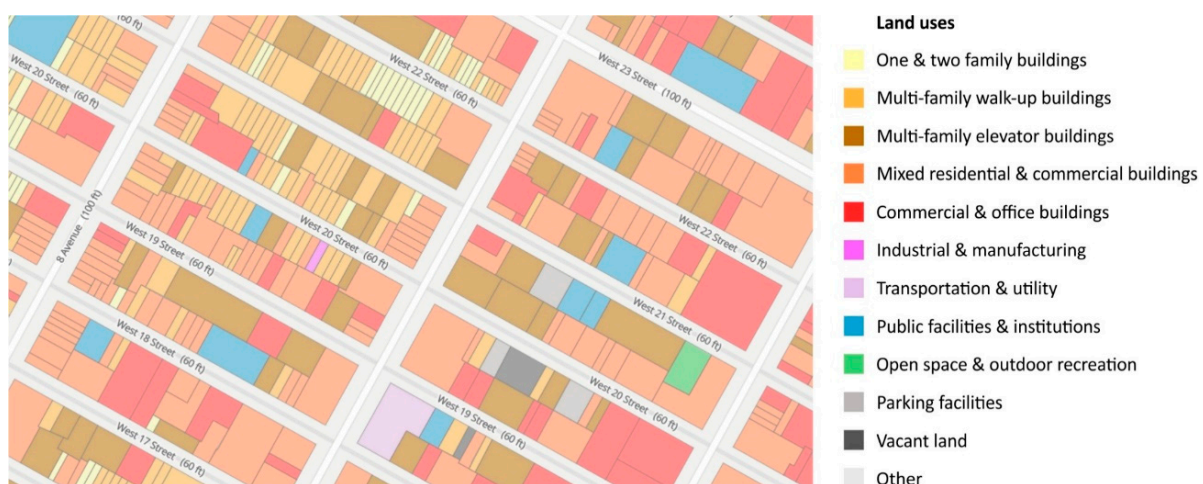 West 20 Street (60 ft)
West 22 Street (60 ft)
West 23 Street (100 ft)
8 Avenue (100 ft)
West 19 Street (60 ft)
West 20 Street (60 ft)
West 22 Street (60 ft)
West 18 Street (60 ft)
West 21 Street (60 ft)
West 17 Street (60 ft)
West 19 Street (60 ft)
West 20 Street (60 ft)
Land uses
One & two family buildings
Multi-family walk-up buildings
Multi-family elevator buildings
Mixed residential & commercial buildings
Commercial & office buildings
Industrial & manufacturing
Transportation & utility
Public facilities & institutions
Open space & outdoor recreation
Parking facilities
Vacant land
Other